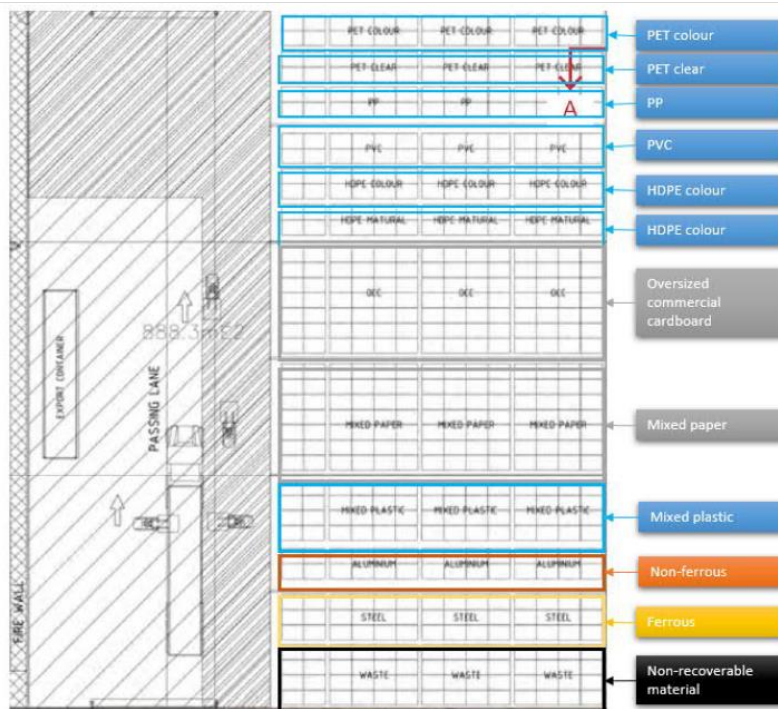 PET COLOUR PET COLOUR PET COLOUR
PET colour
PET CLEAR PET CLEAR PET CLEAR
PET clear
PP PP
A
PP
PVC PVC PVC
PVC
HDPE COLOUR HDPE COLOUR HDPE COLOUR
HDPE colour
HDPE NATURAL HDPE NATURAL HDPE NATURAL
HDPE colour
OCC OCC OCC
Oversized
commercial
cardboard
888.3mE2
EXPORT CONTAINER
PASSING LANE
MIXED PAPER MIXED PAPER MIXED PAPER
Mixed paper
MIXED PLASTIC MIXED PLASTIC MIXED PLASTIC
Mixed plastic
ALUMINIUM ALUMINIUM ALUMINIUM
Non-ferrous
FIRE WALL
STEEL STEEL STEEL
Ferrous
WASTE WASTE WASTE
Non-recoverable
material